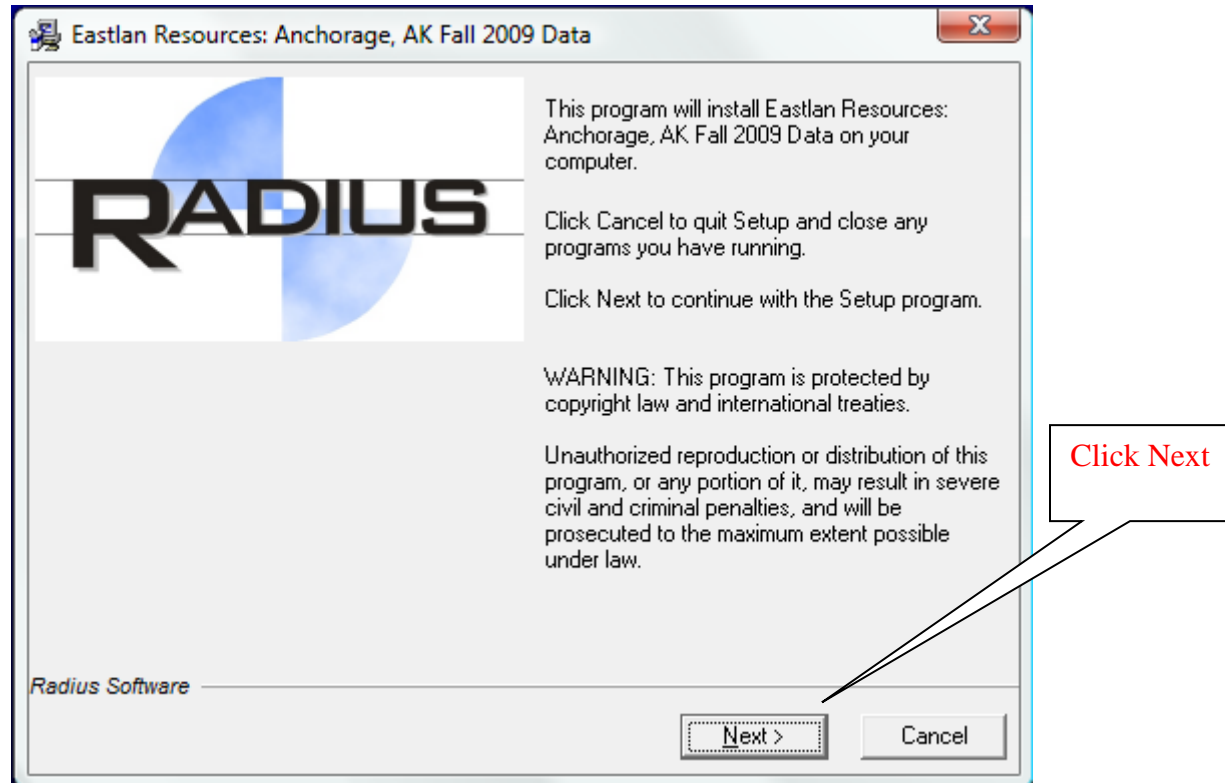 Eastlan Resources: Anchorage, AK Fall 2009 Data
RADIUS
This program will install Eastlan Resources:
Anchorage, AK Fall 2009 Data on your
computer.
Click Cancel to quit Setup and close any
programs you have running.
Click Next to continue with the Setup program.
WARNING: This program is protected by
copyright law and international treaties.
Unauthorized reproduction or distribution of this
program, or any portion of it, may result in severe
civil and criminal penalties, and will be
prosecuted to the maximum extent possible
under law.
Click Next
Radius Software
Next >
Cancel